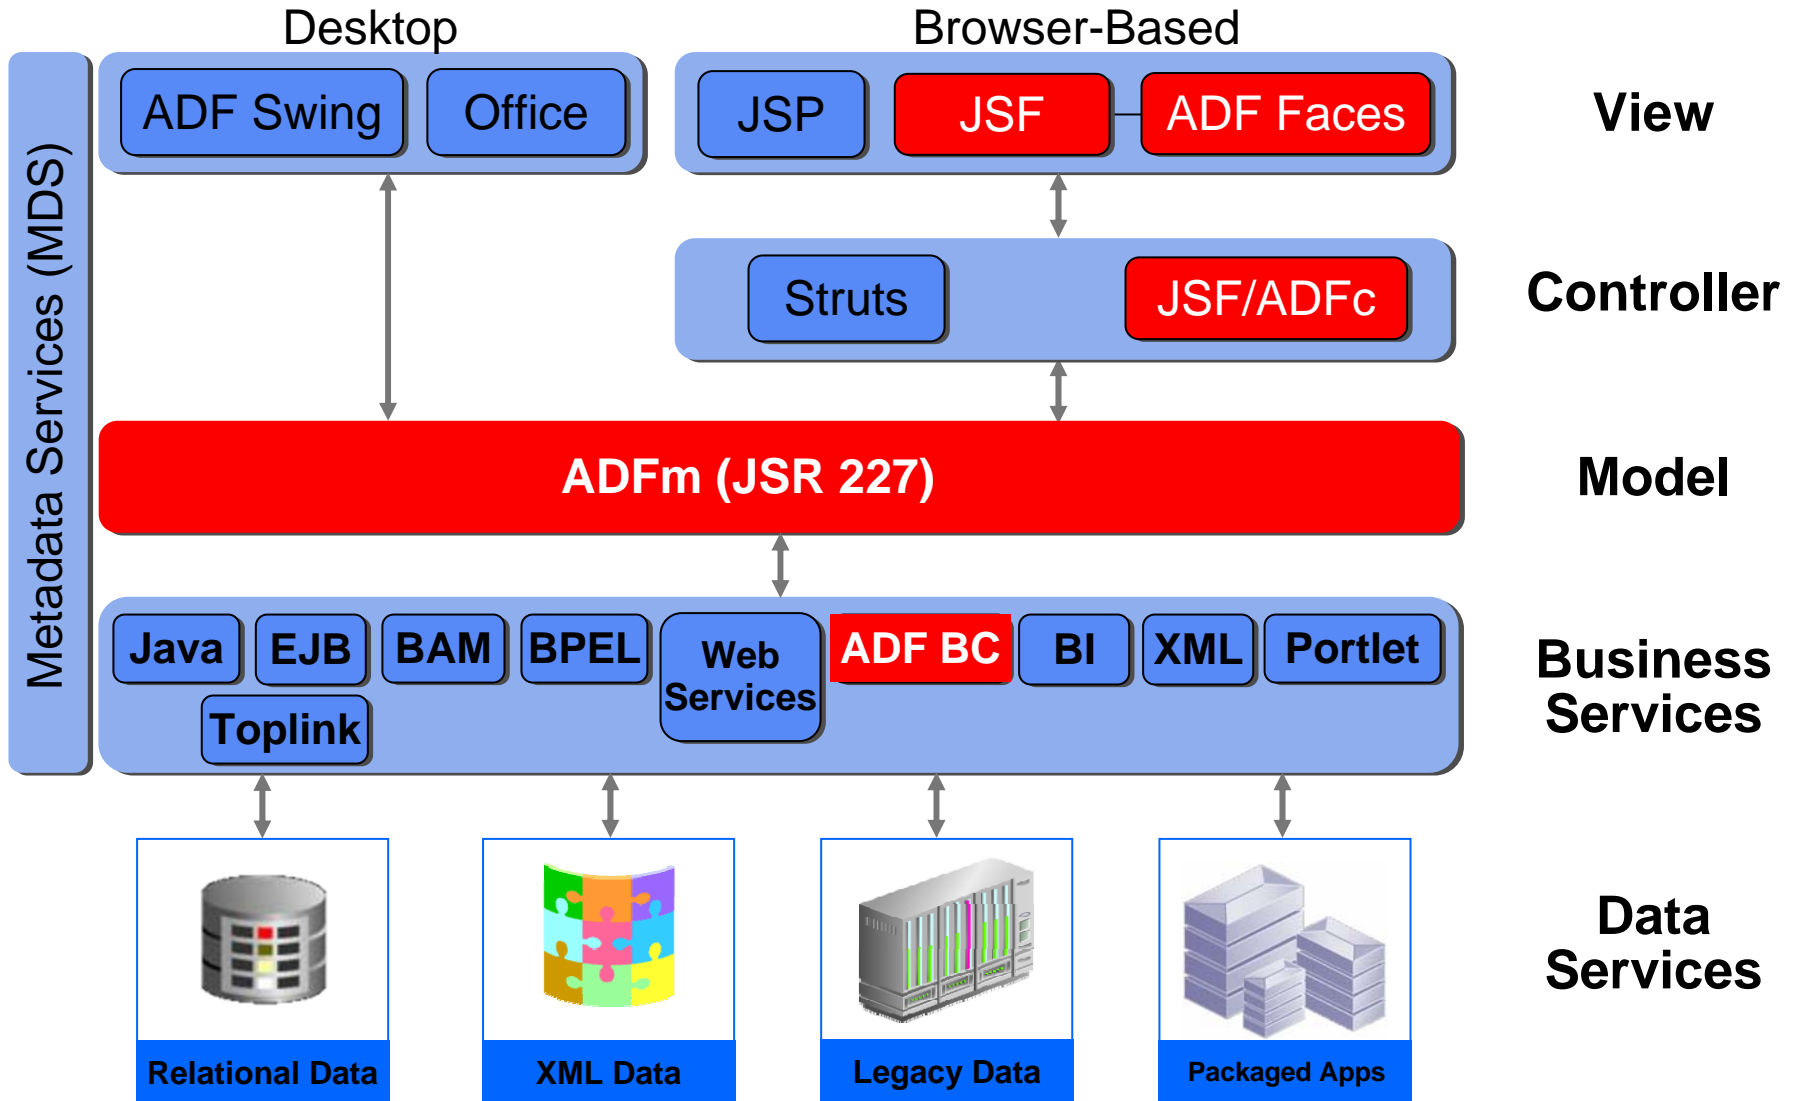 Desktop
Browser-Based
Metadata Services (MDS)
ADF Swing
Office
JSP
JSF
ADF Faces
View
Struts
JSF/ADFc
Controller
ADFm (JSR 227)
Model
Java
EJB
BAM
BPEL
Web
Services
ADF BC
BI
XML
Portlet
Toplink
Business
Services
Data
Services
Relational Data
XML Data
Legacy Data
Packaged Apps